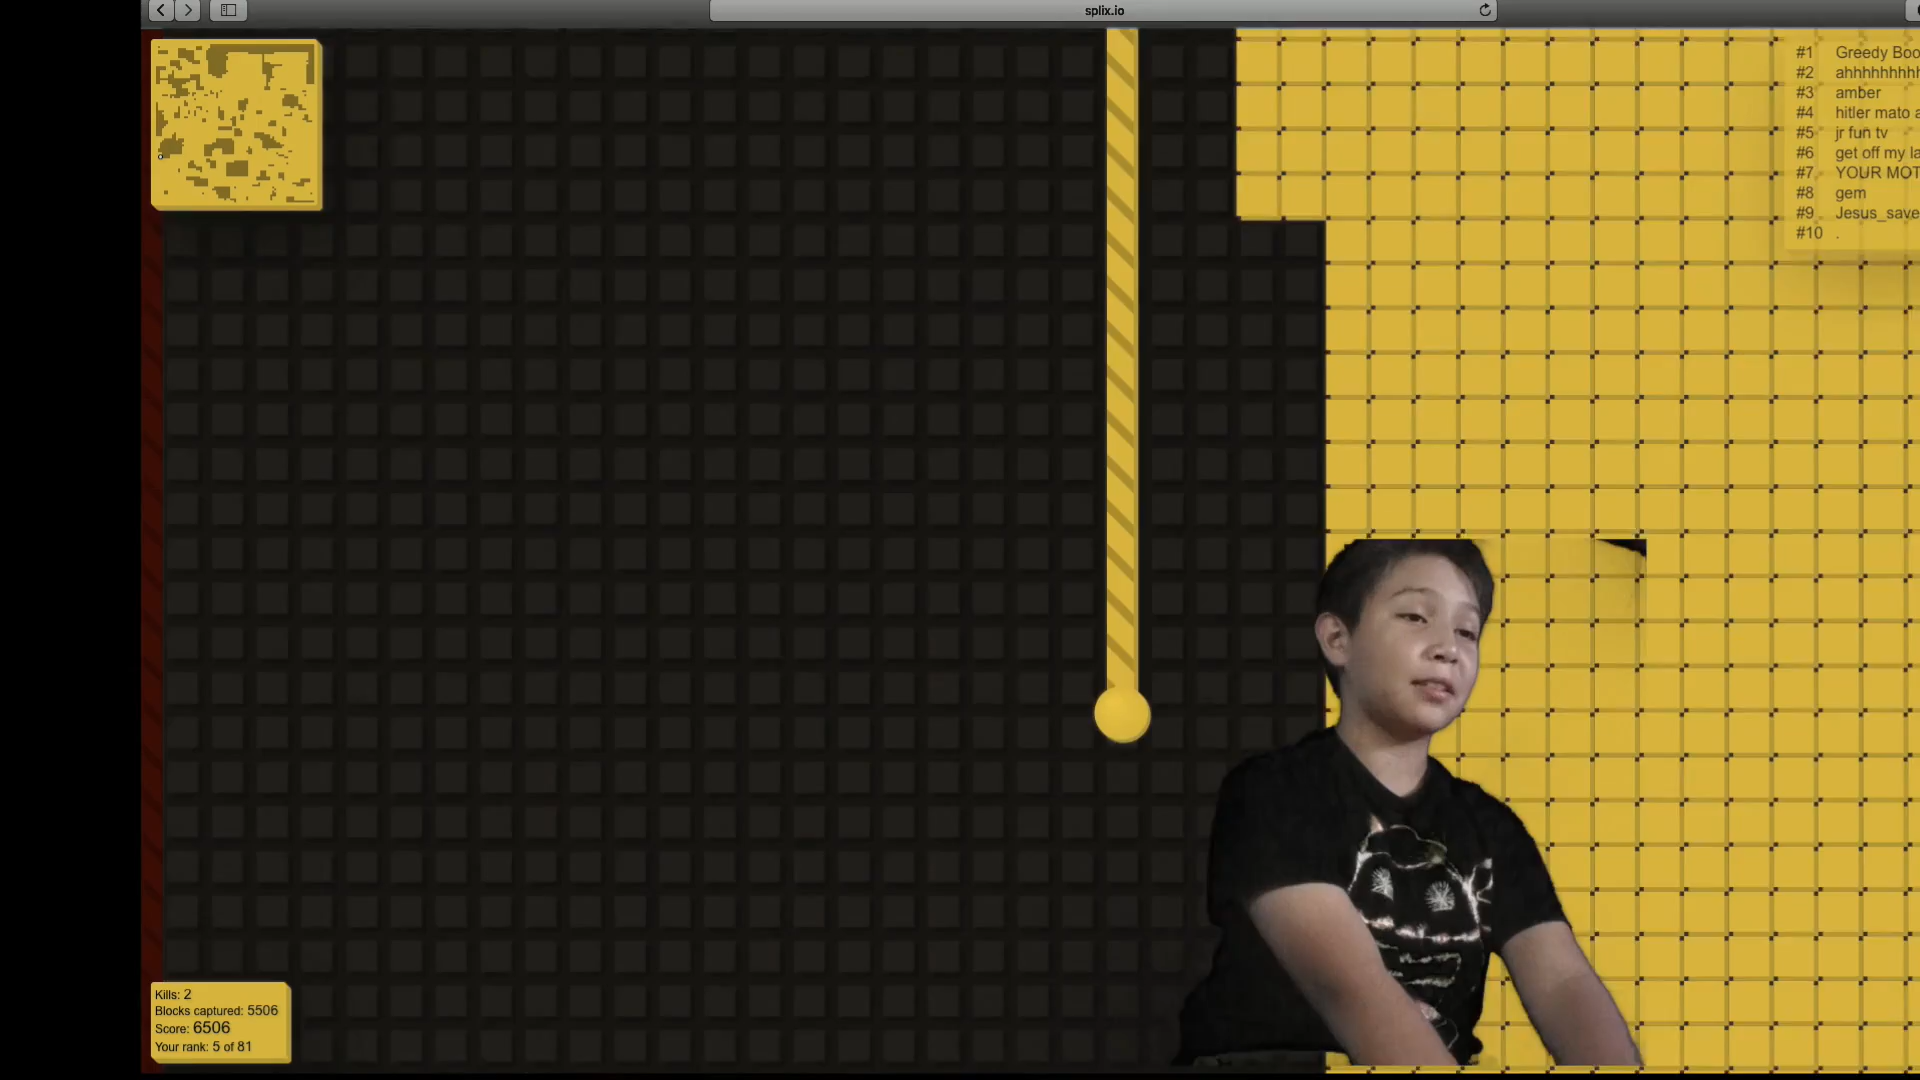 splix.io
#1 Greedy Boo
#2 ahhhhhhhhh
#3 amber
#4 hitler mato a
#5 jr fun tv
#6 get off my la
#7 YOUR MOT
#8 gem
#9 Jesus_save
#10 .
Kills: 2
Blocks captured: 5506
Score: 6506
Your rank: 5 of 81